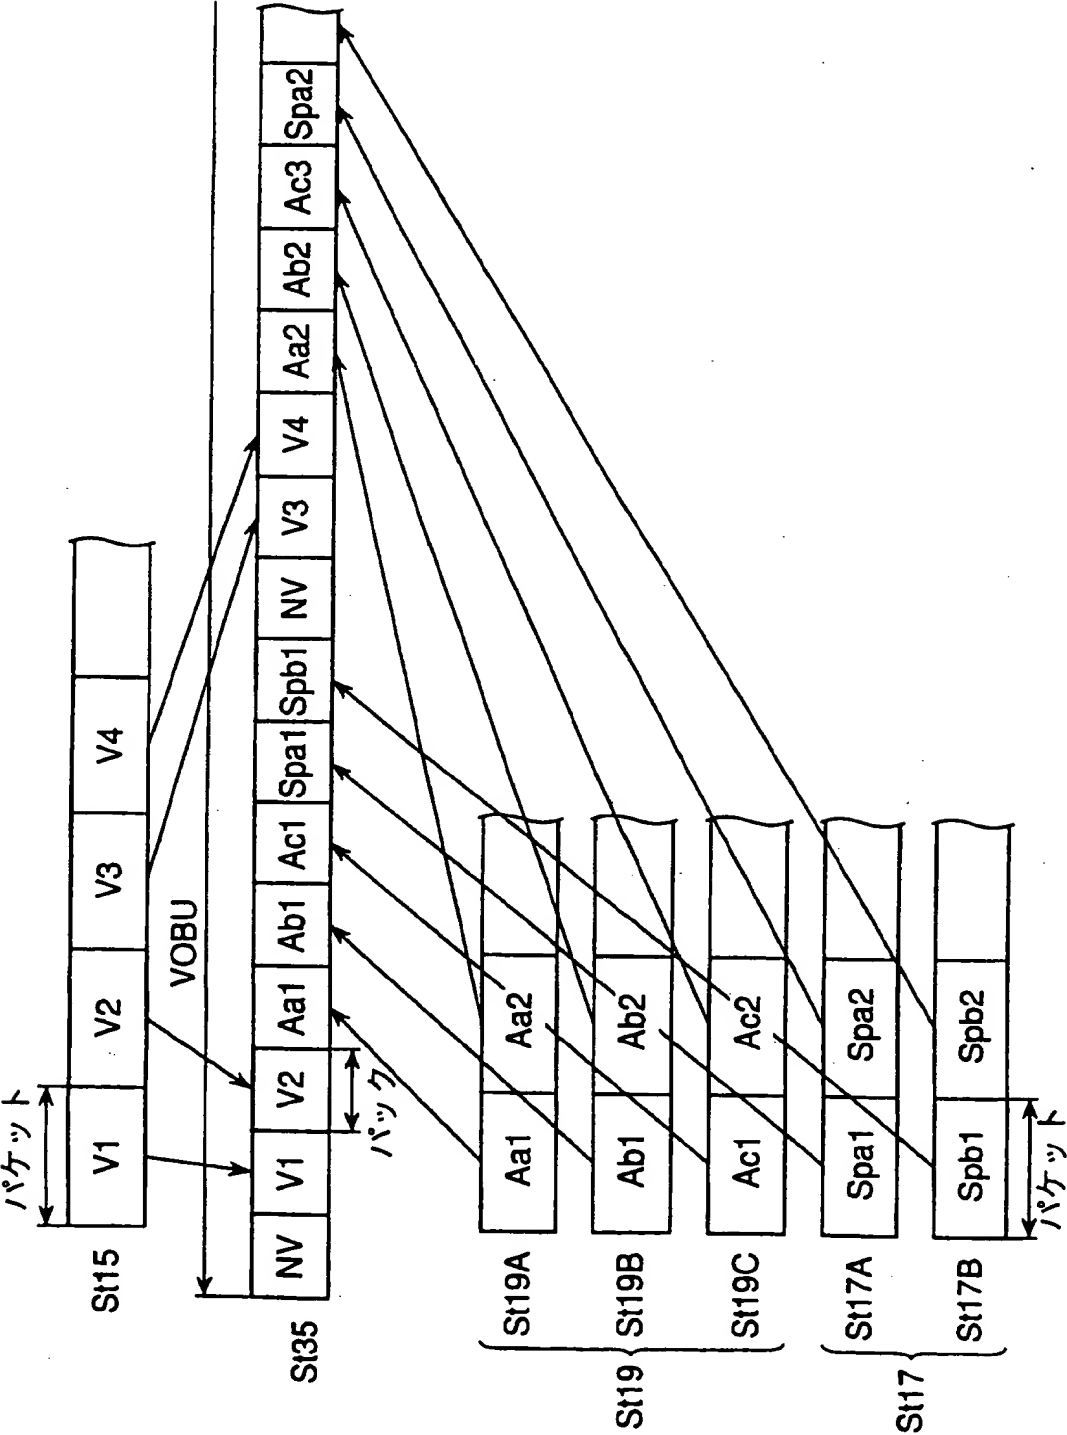 パケット
St15 V1 V2 V3 V4
VOBU
St35 NV V1 V2 Aa1 Ab1 Ac1 Spa1 Spb1 NV V3 V4 Aa2 Ab2 Ac3 Spa2
パック
St19
St19A Aa1 Aa2
St19B Ab1 Ab2
St19C Ac1 Ac2
St17
St17A Spa1 Spa2
St17B Spb1 Spb2
パケット